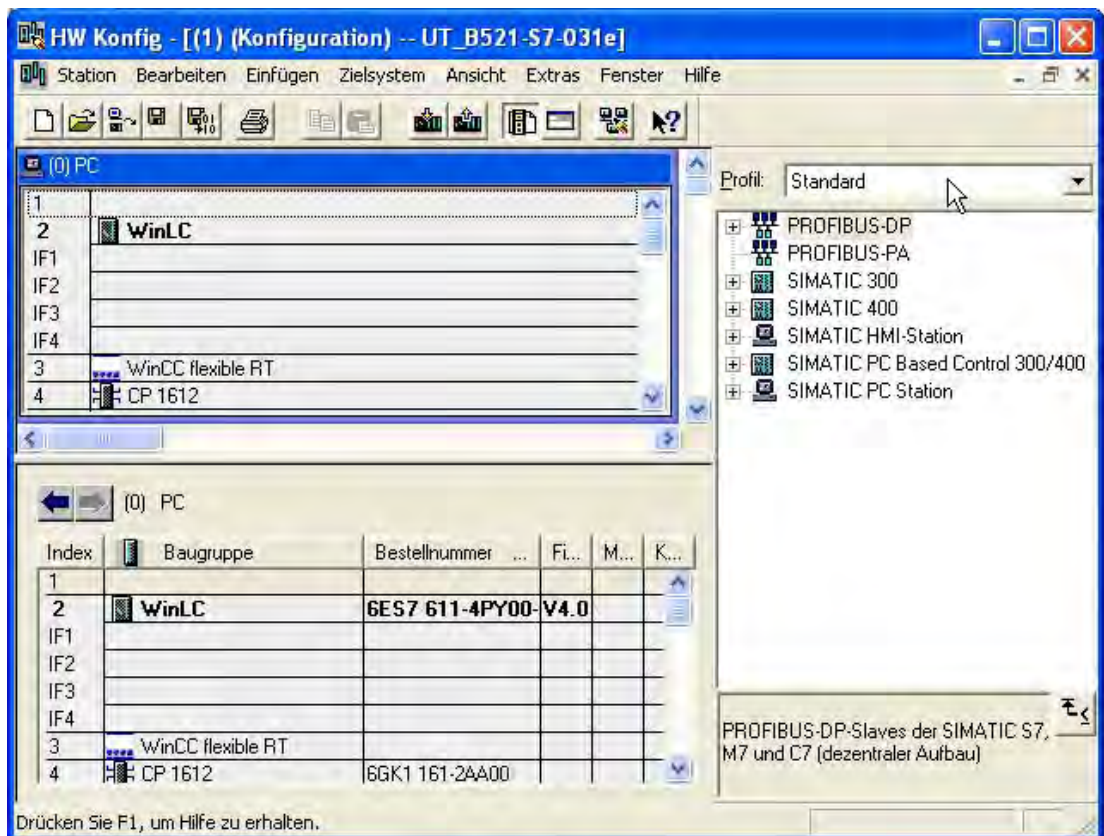 HW Konfig - [(1) (Konfiguration) -- UT_B521-S7-031e]
Station Bearbeiten Einfügen Zielsystem Ansicht Extras Fenster Hilfe
(0) PC
1
2 WinLC
IF1
IF2
IF3
IF4
3 WinCC flexible RT
4 CP 1612
Profil: Standard
PROFIBUS-DP
PROFIBUS-PA
SIMATIC 300
SIMATIC 400
SIMATIC HMI-Station
SIMATIC PC Based Control 300/400
SIMATIC PC Station
(0) PC
Index Baugruppe Bestellnummer ... Fi... M... K...
1
2 WinLC 6ES7 611-4PY00- V4.0
IF1
IF2
IF3
IF4
3 WinCC flexible RT
4 CP 1612 6GK1 161-2AA00
PROFIBUS-DP-Slaves der SIMATIC S7,
M7 und C7 (dezentraler Aufbau)
Drücken Sie F1, um Hilfe zu erhalten.